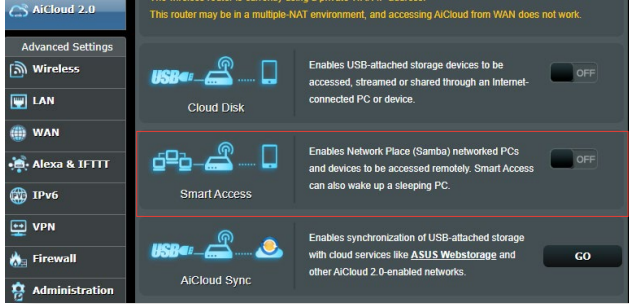 AiCloud 2.0
This router may be in a multiple-NAT environment, and accessing AiCloud from WAN does not work.
Advanced Settings
Wireless
LAN
WAN
Alexa & IFTTT
IPv6
VPN
Firewall
Administration
USB
Cloud Disk
Enables USB-attached storage devices to be
accessed, streamed or shared through an Internet-
connected PC or device.
OFF
Smart Access
Enables Network Place (Samba) networked PCs
and devices to be accessed remotely. Smart Access
can also wake up a sleeping PC.
OFF
USB
AiCloud Sync
Enables synchronization of USB-attached storage
with cloud services like ASUS Webstorage and
other AiCloud 2.0-enabled networks.
GO